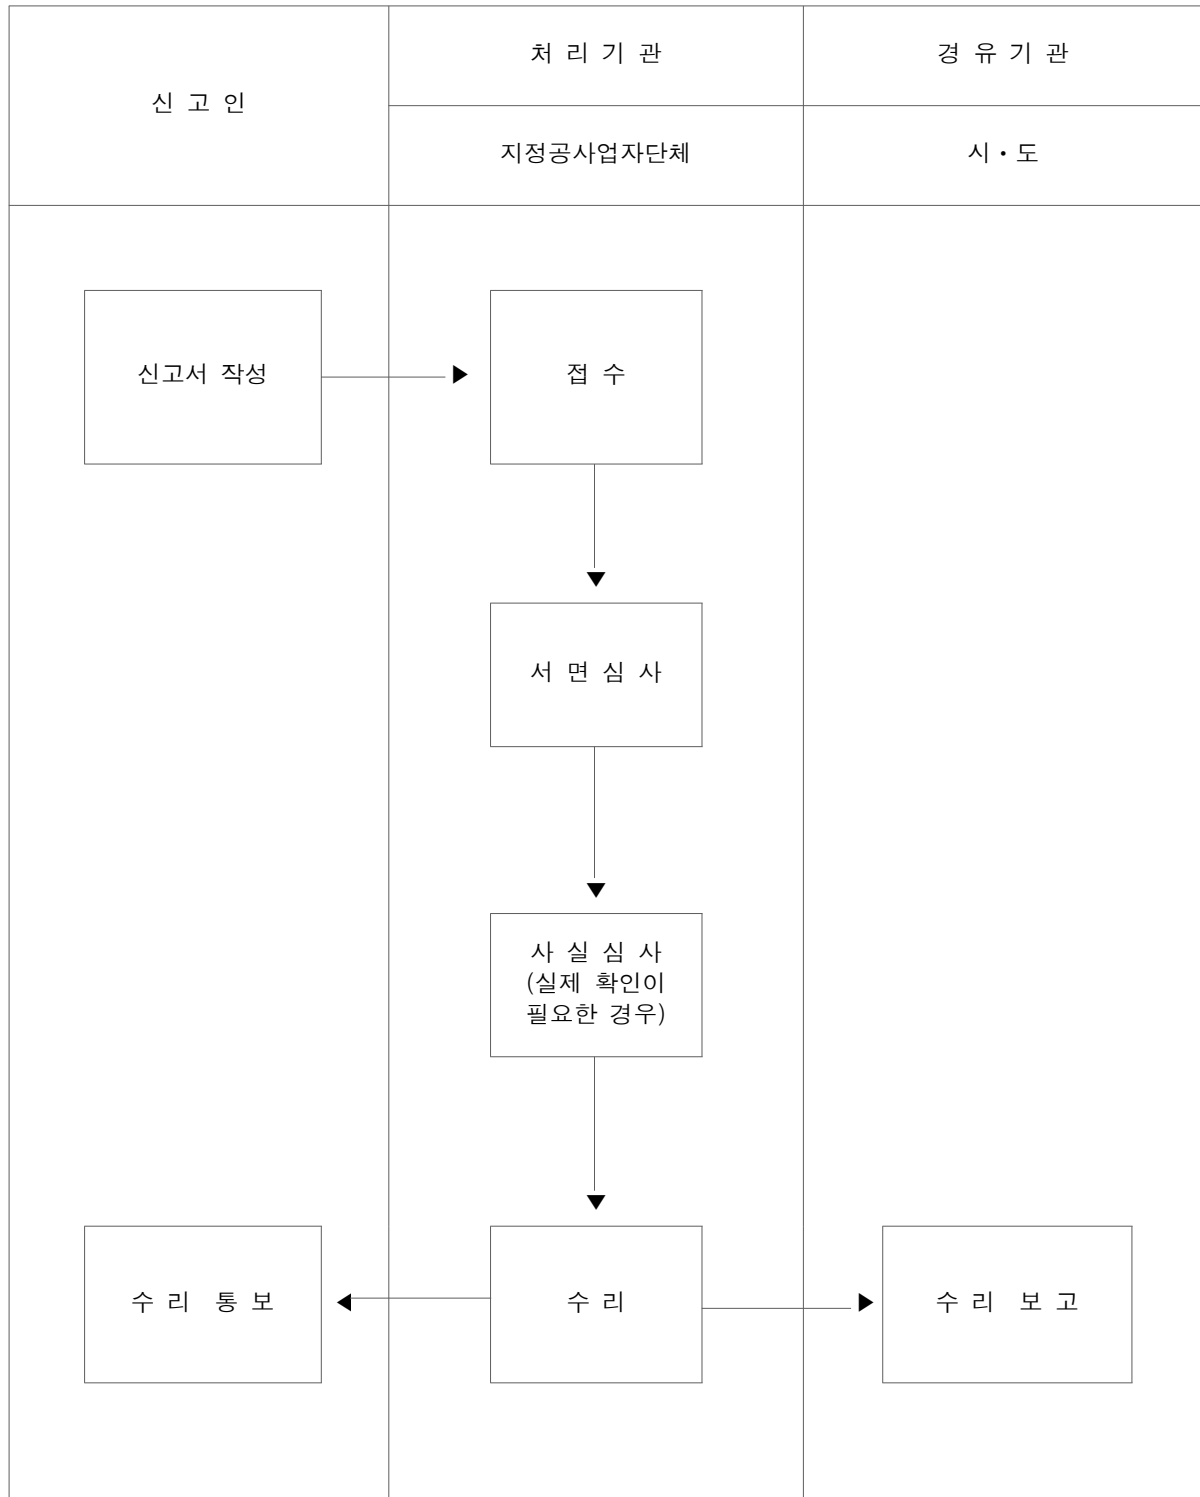 신 고 인
처 리 기 관
경 유 기 관
지정공사업자단체
시・도
신고서 작성
접 수
서 면 심 사
사 실 심 사
(실제 확인이
필요한 경우)
수 리 통 보
수 리
수 리 보 고